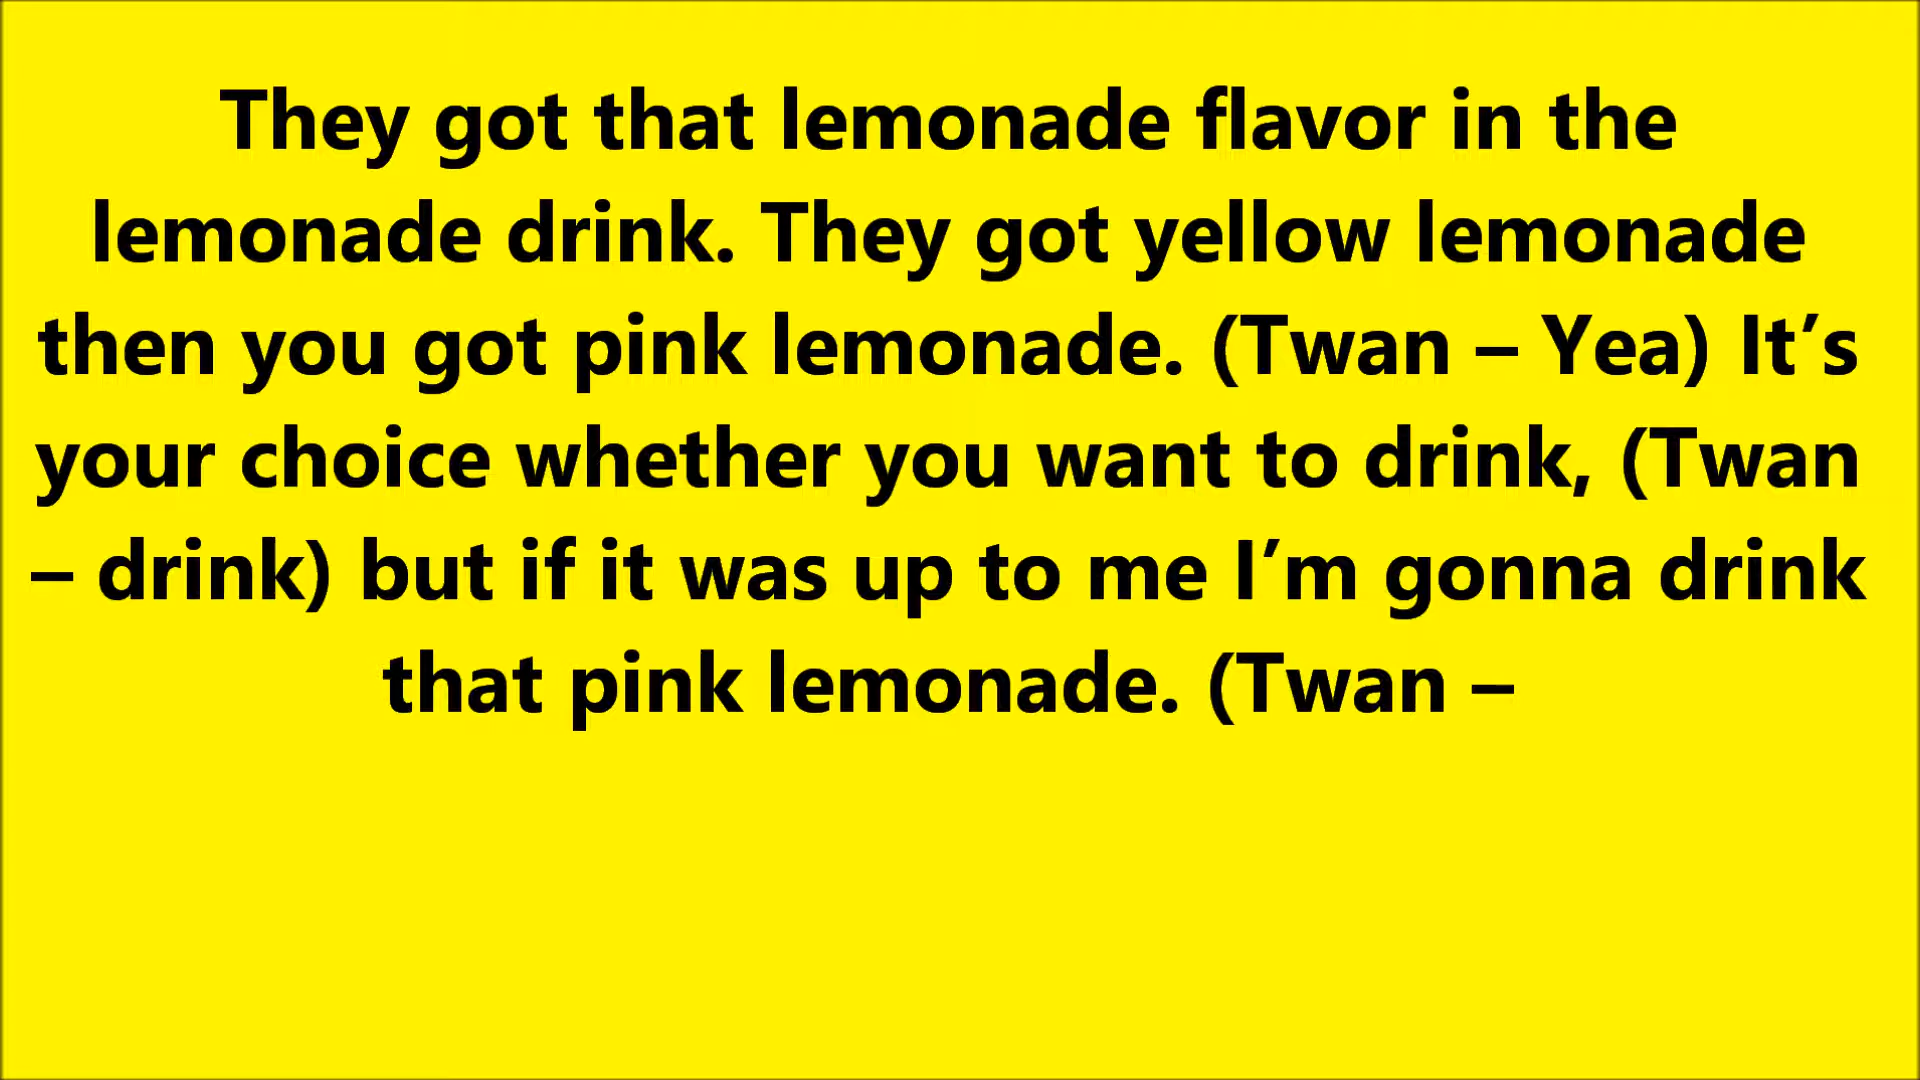 They got that lemonade flavor in the
lemonade drink. They got yellow lemonade
then you got pink lemonade. (Twan – Yea) It’s
your choice whether you want to drink, (Twan
– drink) but if it was up to me I’m gonna drink
that pink lemonade. (Twan –